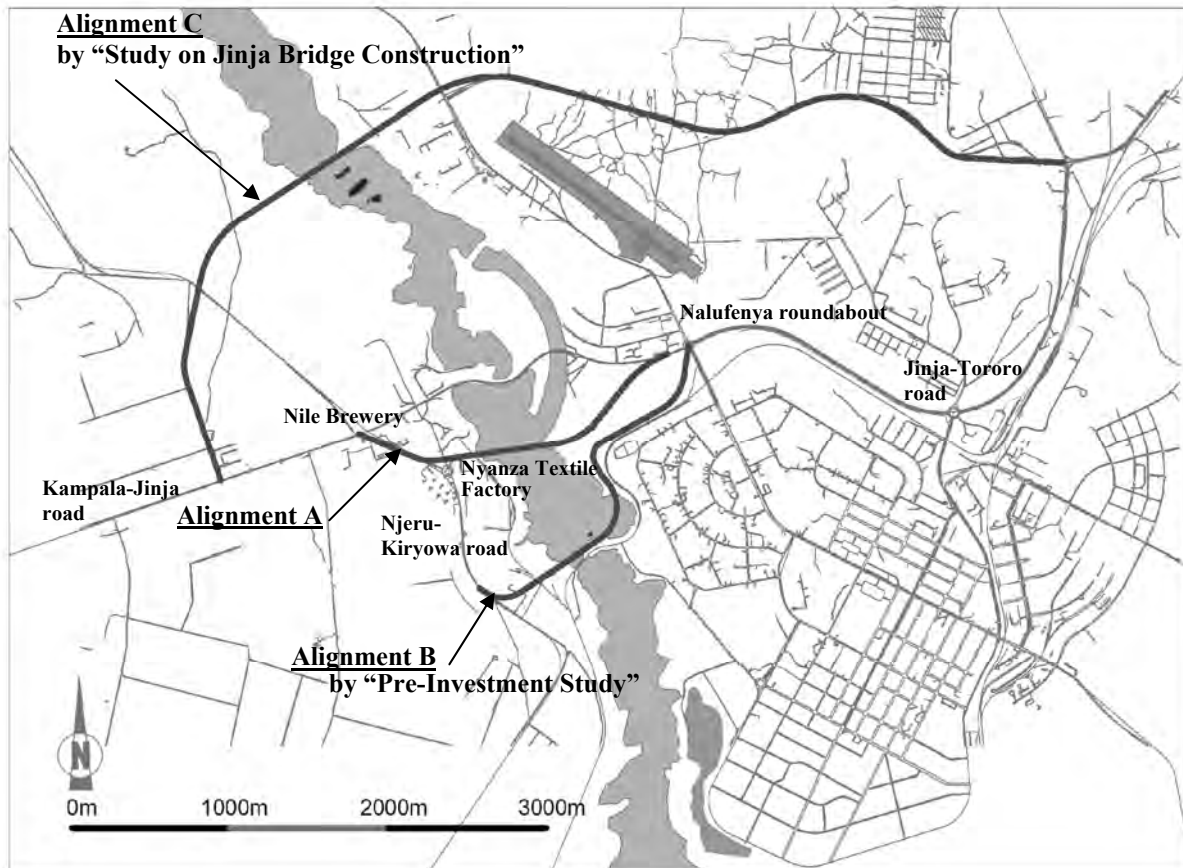 Alignment C
by “Study on Jinja Bridge Construction”
Nalufenya roundabout
Jinja-Tororo
road
Nile Brewery
Nyanza Textile
Factory
Kampala-Jinja
road
Alignment A
Njeru-
Kiryowa road
Alignment B
by “Pre-Investment Study”
N
0m 1000m 2000m 3000m